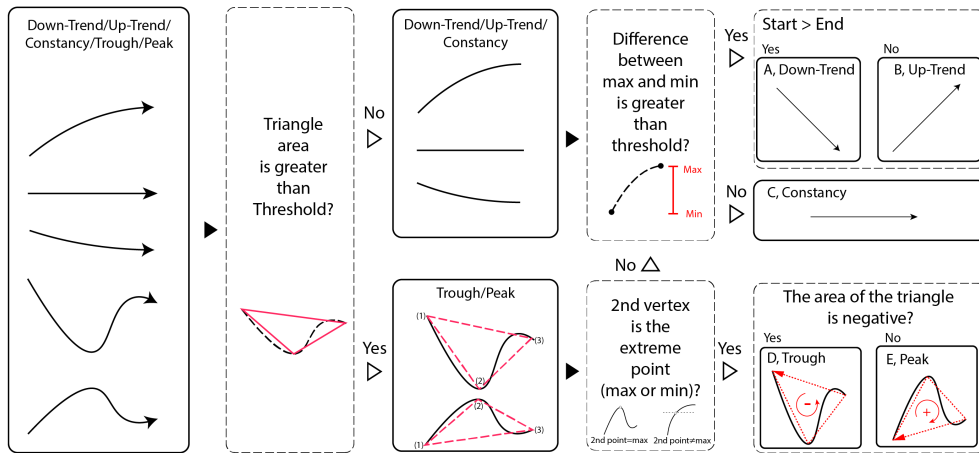 Down-Trend/Up-Trend/
Constancy/Trough/Peak
Triangle
area
is greater
than
Threshold?
No
Yes
Down-Trend/Up-Trend/
Constancy
Trough/Peak
(1)
(2)
(3)
(1)
(2)
(3)
Difference
between
max and min
is greater
than
threshold?
Max
Min
No
2nd vertex
is the
extreme
point
(max or min)?
2nd point=max
2nd point≠max
Yes
No
Yes
Start > End
Yes
No
A, Down-Trend
B, Up-Trend
C, Constancy
The area of the triangle
is negative?
Yes
No
D, Trough
E, Peak
-
+